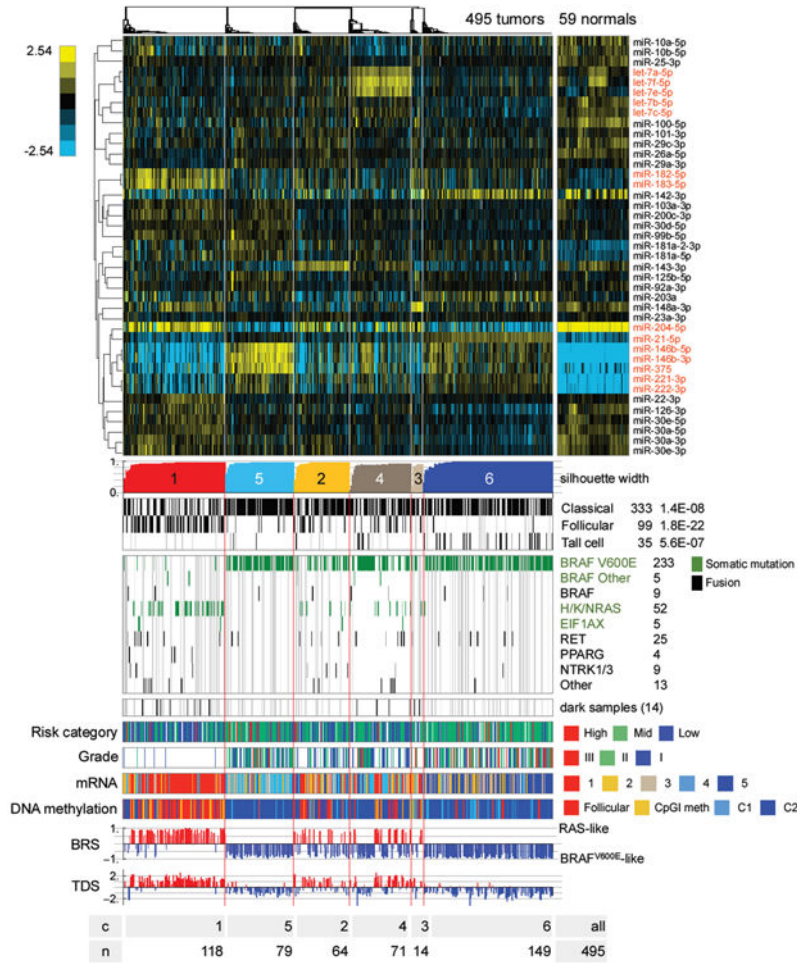 495 tumors 59 normals
2.54
-2.54
miR-10a-5p
miR-10b-5p
miR-25-3p
let-7a-5p
let-7f-5p
let-7e-5p
let-7b-5p
let-7c-5p
miR-100-5p
miR-101-3p
miR-29c-3p
miR-26a-5p
miR-29a-3p
miR-182-5p
miR-183-5p
miR-142-3p
miR-103a-3p
miR-200c-3p
miR-30d-5p
miR-99b-5p
miR-181a-2-3p
miR-181a-5p
miR-143-3p
miR-125b-5p
miR-92a-3p
miR-203a
miR-148a-3p
miR-23a-3p
miR-204-5p
miR-21-5p
miR-146b-5p
miR-146b-3p
miR-375
miR-221-3p
miR-222-3p
miR-22-3p
miR-126-3p
miR-30e-5p
miR-30a-5p
miR-30a-3p
miR-30e-3p
1.
0.
1 5 2 4 3 6
silhouette width
Classical 333 1.4E-08
Follicular 99 1.8E-22
Tall cell 35 5.6E-07
BRAF V600E 233
BRAF Other 5
BRAF 9
H/K/NRAS 52
EIF1AX 5
RET 25
PPARG 4
NTRK1/3 9
Other 13
Somatic mutation
Fusion
dark samples (14)
Risk category High Mid Low
Grade III II I
mRNA 1 2 3 4 5
DNA methylation Follicular CpGI meth C1 C2
BRS
1.
-1.
RAS-like
BRAFV600E-like
TDS
2.
-2.
c 1 5 2 4 3 6 all
n 118 79 64 71 14 149 495